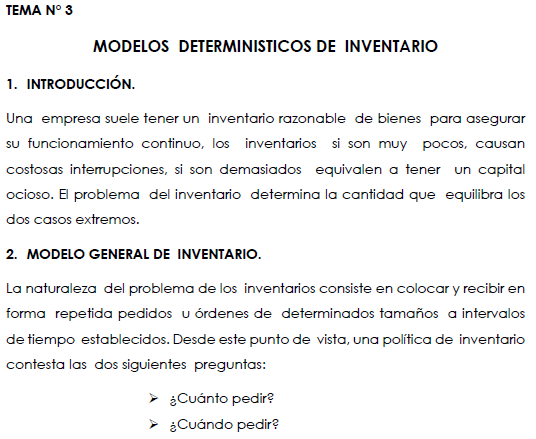 TEMA N° 3
MODELOS DETERMINISTICOS DE INVENTARIO
1. INTRODUCCIÓN.
Una empresa suele tener un inventario razonable de bienes para asegurar
su funcionamiento continuo, los inventarios si son muy pocos, causan
costosas interrupciones, si son demasiados equivalen a tener un capital
ocioso. El problema del inventario determina la cantidad que equilibra los
dos casos extremos.
2. MODELO GENERAL DE INVENTARIO.
La naturaleza del problema de los inventarios consiste en colocar y recibir en
forma repetida pedidos u órdenes de determinados tamaños a intervalos
de tiempo establecidos. Desde este punto de vista, una política de inventario
contesta las dos siguientes preguntas:
➢ ¿Cuánto pedir?
➢ ¿Cuándo pedir?